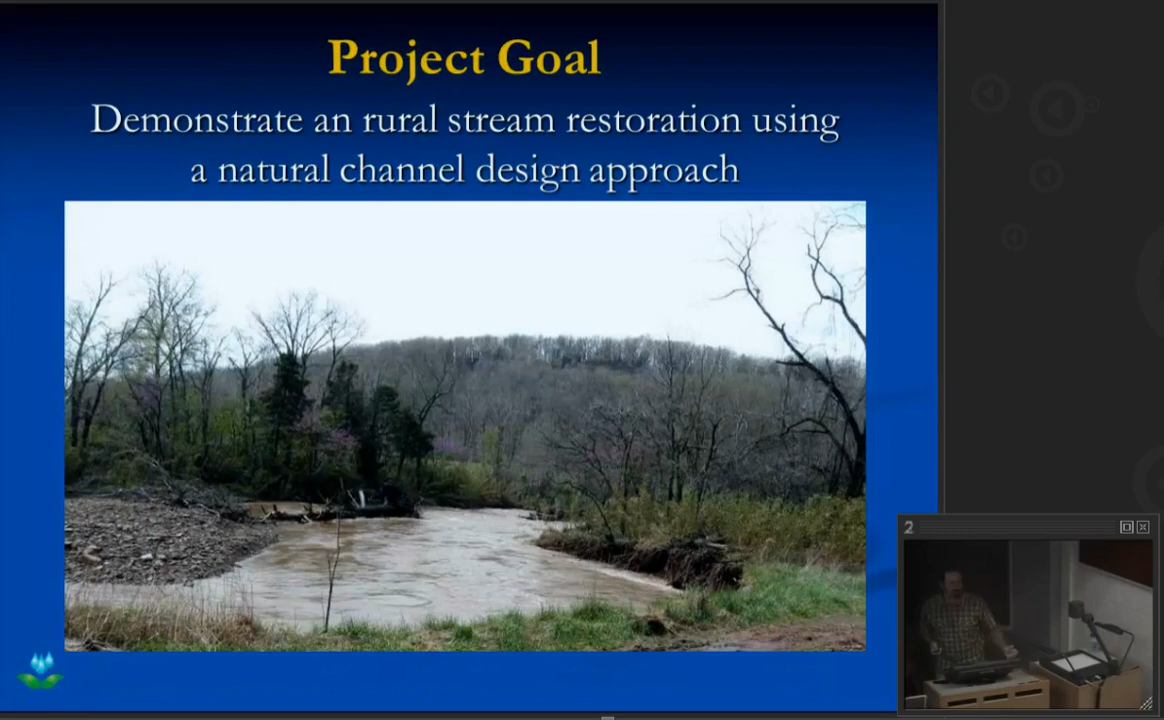 Project Goal
Demonstrate an rural stream restoration using
a natural channel design approach
2